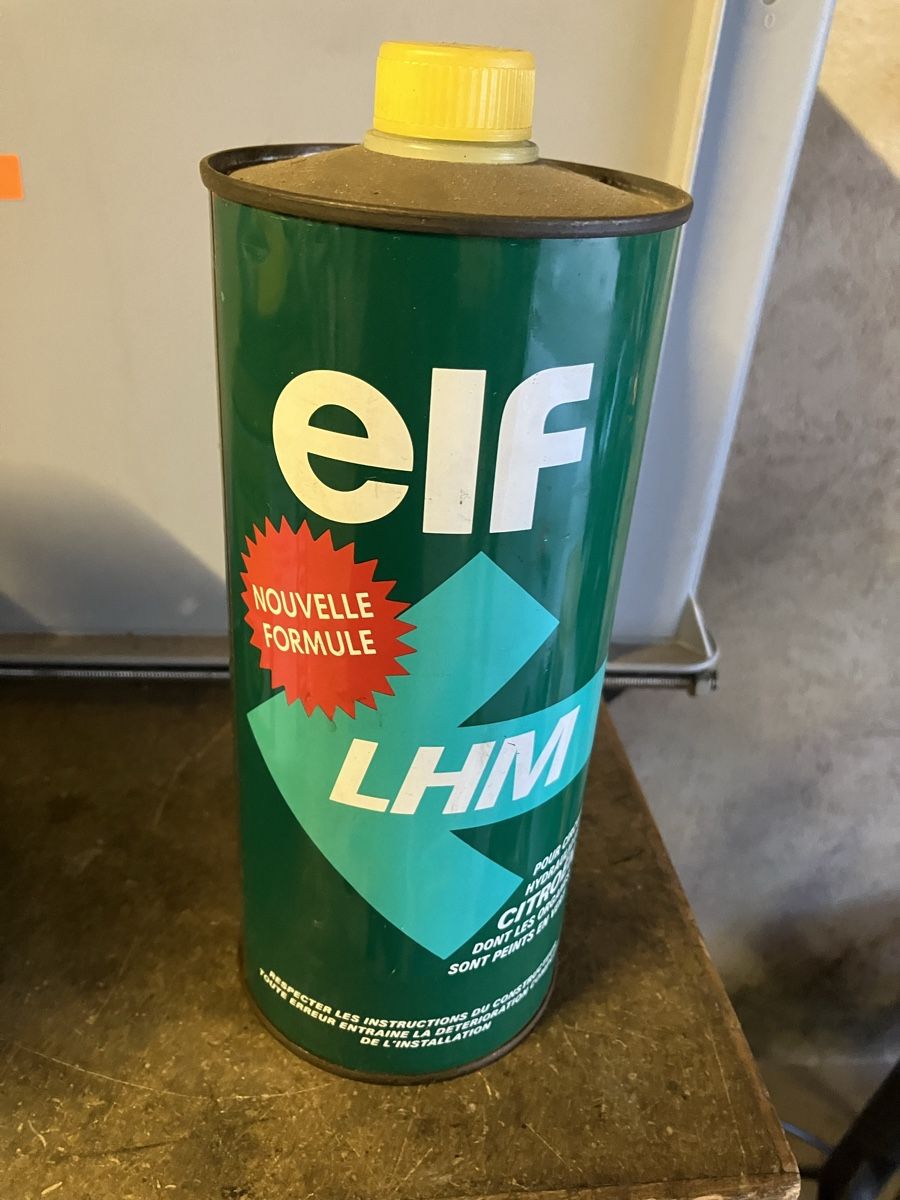 elf
NOUVELLE
FORMULE
LHM
POUR
CITRO
DONT LES
SONT PEINTS EN
RESPECTER LES INSTRUCTIONS DU
TOUTE ERREUR ENTRAINE LA DETERIORATION
DE L'INSTALLATION